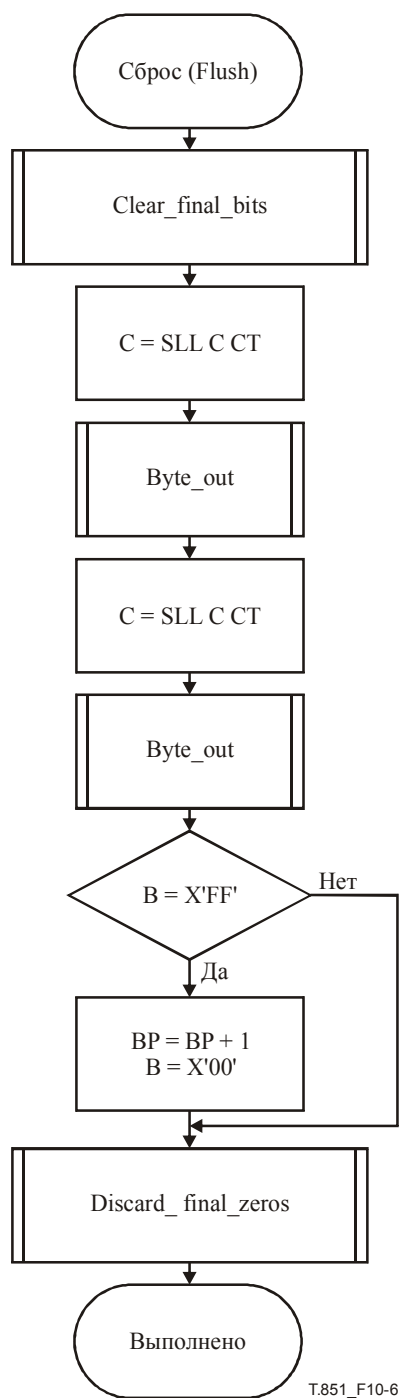 Сброс (Flush)
Clear_final_bits
C = SLL C CT
Byte_out
C = SLL C CT
Byte_out
B = X'FF'
Нет
Да
BP = BP + 1
B = X'00'
Discard_ final_zeros
Выполнено
T.851_F10-6